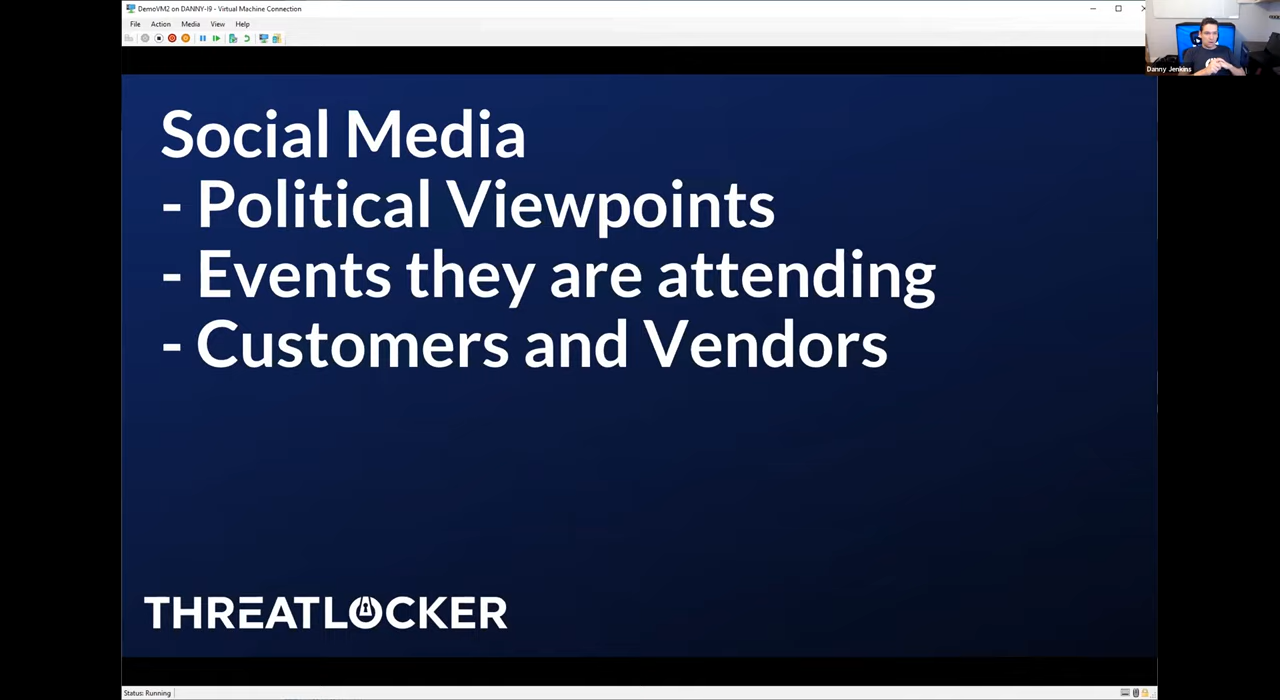 DemoVM2 on DANNY-I9 - Virtual Machine Connection
File Action Media View Help
Danny Jenkins
Social Media
- Political Viewpoints
- Events they are attending
- Customers and Vendors
THREATLOCKER
Status: Running